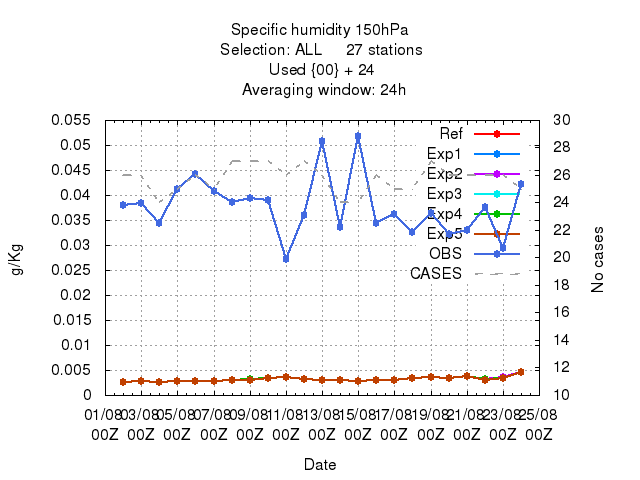 Specific humidity 150hPa
Selection: ALL 27 stations
Used {00} + 24
Averaging window: 24h
0.055
0.05
0.045
0.04
0.035
0.03
0.025
0.02
0.015
0.01
0.005
0
g/Kg
30
28
26
24
22
20
18
16
14
12
10
No cases
Ref
Exp1
Exp2
Exp3
Exp4
Exp5
OBS
CASES
01/08 03/08 05/08 07/08 09/08 11/08 13/08 15/08 17/08 19/08 21/08 23/08 25/08
00Z 00Z 00Z 00Z 00Z 00Z 00Z 00Z 00Z 00Z 00Z 00Z 00Z
Date